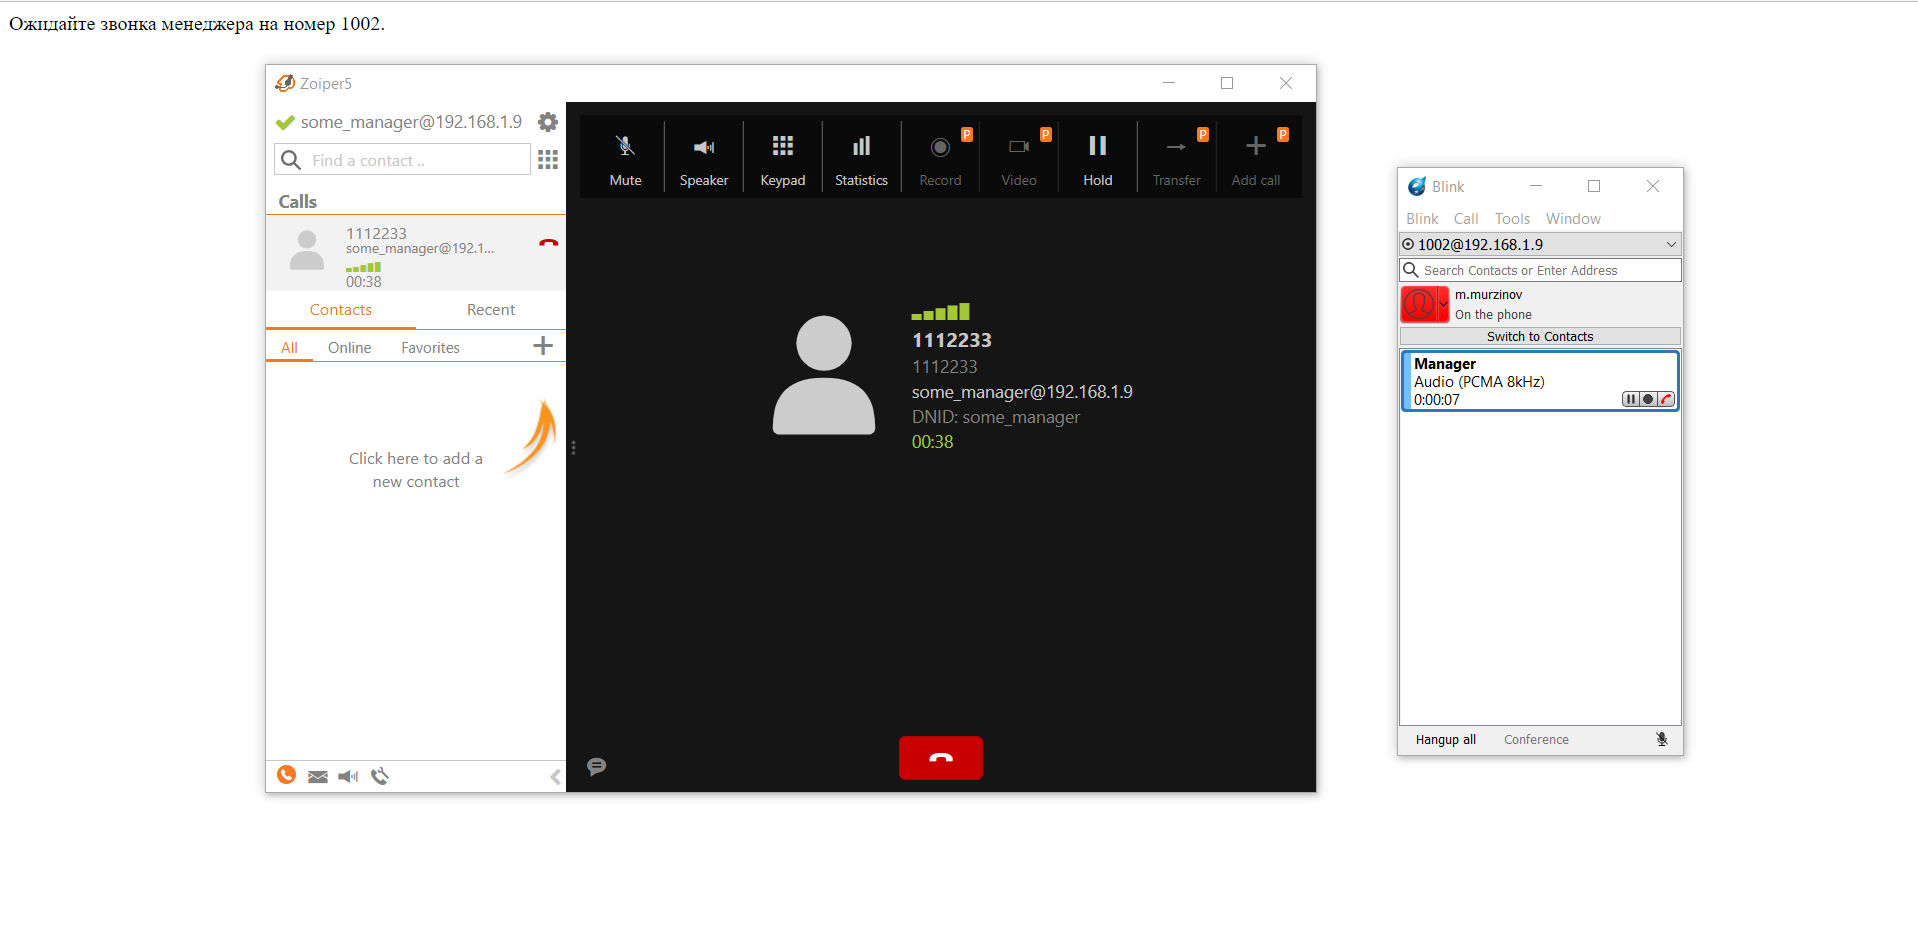 Ожидайте звонка менеджера на номер 1002.
Zoiper5
some_manager@192.168.1.9
Find a contact ..
Calls
1112233
some_manager@192.1...
00:38
Contacts Recent
All Online Favorites
Click here to add a
new contact
P P P P
Mute Speaker Keypad Statistics Record Video Hold Transfer Add call
1112233
1112233
some_manager@192.168.1.9
DNID: some_manager
00:38
Blink
Blink Call Tools Window
1002@192.168.1.9
Search Contacts or Enter Address
m.murzinov
On the phone
Switch to Contacts
Manager
Audio (PCMA 8kHz)
0:00:07
Hangup all Conference